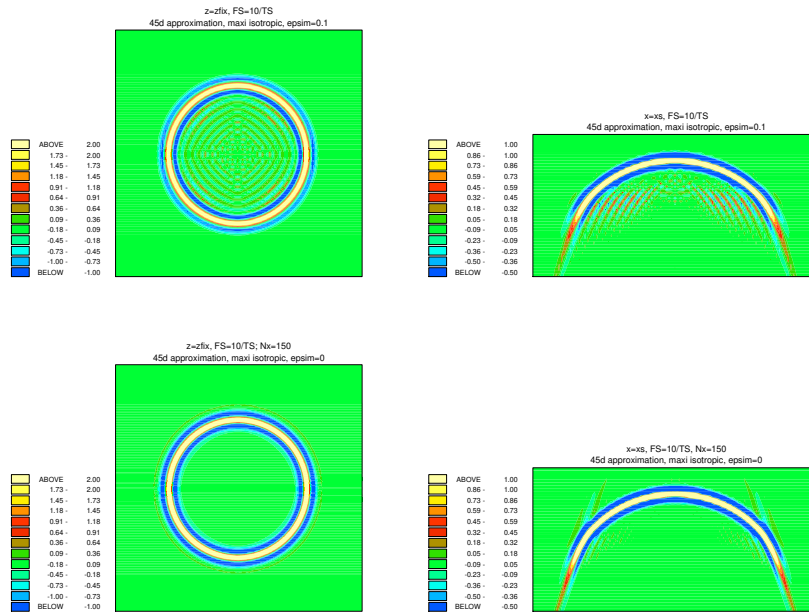 z=zfix, FS=10/TS
45d approximation, maxi isotropic, epsim=0.1
ABOVE 2.00
1.73 - 2.00
1.45 - 1.73
1.18 - 1.45
0.91 - 1.18
0.64 - 0.91
0.36 - 0.64
0.09 - 0.36
-0.18 - 0.09
-0.45 - -0.18
-0.73 - -0.45
-1.00 - -0.73
BELOW -1.00
x=xs, FS=10/TS
45d approximation, maxi isotropic, epsim=0.1
ABOVE 1.00
0.86 - 1.00
0.73 - 0.86
0.59 - 0.73
0.45 - 0.59
0.32 - 0.45
0.18 - 0.32
0.05 - 0.18
-0.09 - 0.05
-0.23 - -0.09
-0.36 - -0.23
-0.50 - -0.36
BELOW -0.50
z=zfix, FS=10/TS; Nx=150
45d approximation, maxi isotropic, epsim=0
ABOVE 2.00
1.73 - 2.00
1.45 - 1.73
1.18 - 1.45
0.91 - 1.18
0.64 - 0.91
0.36 - 0.64
0.09 - 0.36
-0.18 - 0.09
-0.45 - -0.18
-0.73 - -0.45
-1.00 - -0.73
BELOW -1.00
x=xs, FS=10/TS, Nx=150
45d approximation, maxi isotropic, epsim=0
ABOVE 1.00
0.86 - 1.00
0.73 - 0.86
0.59 - 0.73
0.45 - 0.59
0.32 - 0.45
0.18 - 0.32
0.05 - 0.18
-0.09 - 0.05
-0.23 - -0.09
-0.36 - -0.23
-0.50 - -0.36
BELOW -0.50